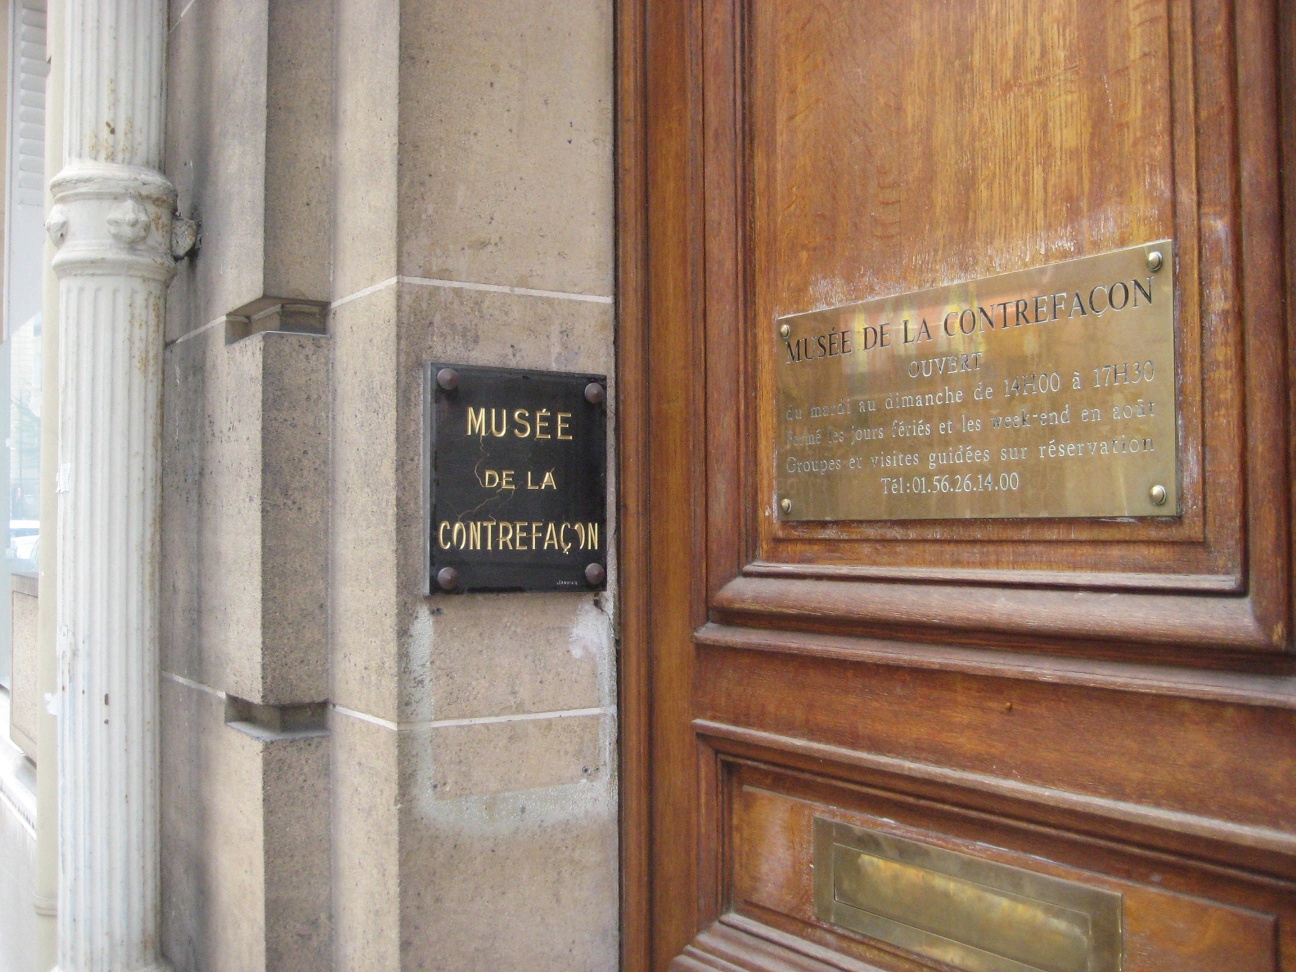 MUSÉE
DE LA
CONTREFAÇON
MUSÉE DE LA CONTREFAÇON
OUVERT
du mardi au dimanche de 14H00 à 17H30
Fermé les jours fériés et les week-end en août
Groupes et visites guidées sur réservation
Tél:01.56.26.14.00